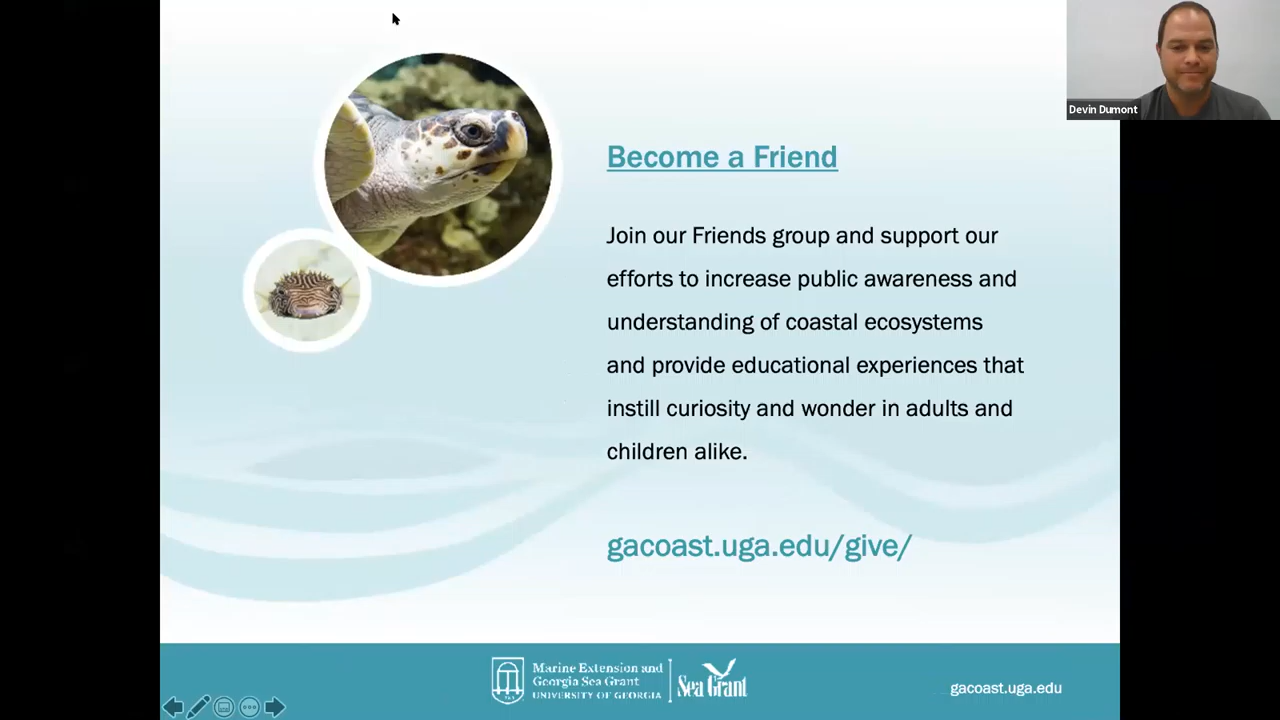 Devin Dumont
Become a Friend
Join our Friends group and support our
efforts to increase public awareness and
understanding of coastal ecosystems
and provide educational experiences that
instill curiosity and wonder in adults and
children alike.
gacoast.uga.edu/give/
Marine Extension and
Georgia Sea Grant
UNIVERSITY OF GEORGIA
Sea Grant
gacoast.uga.edu